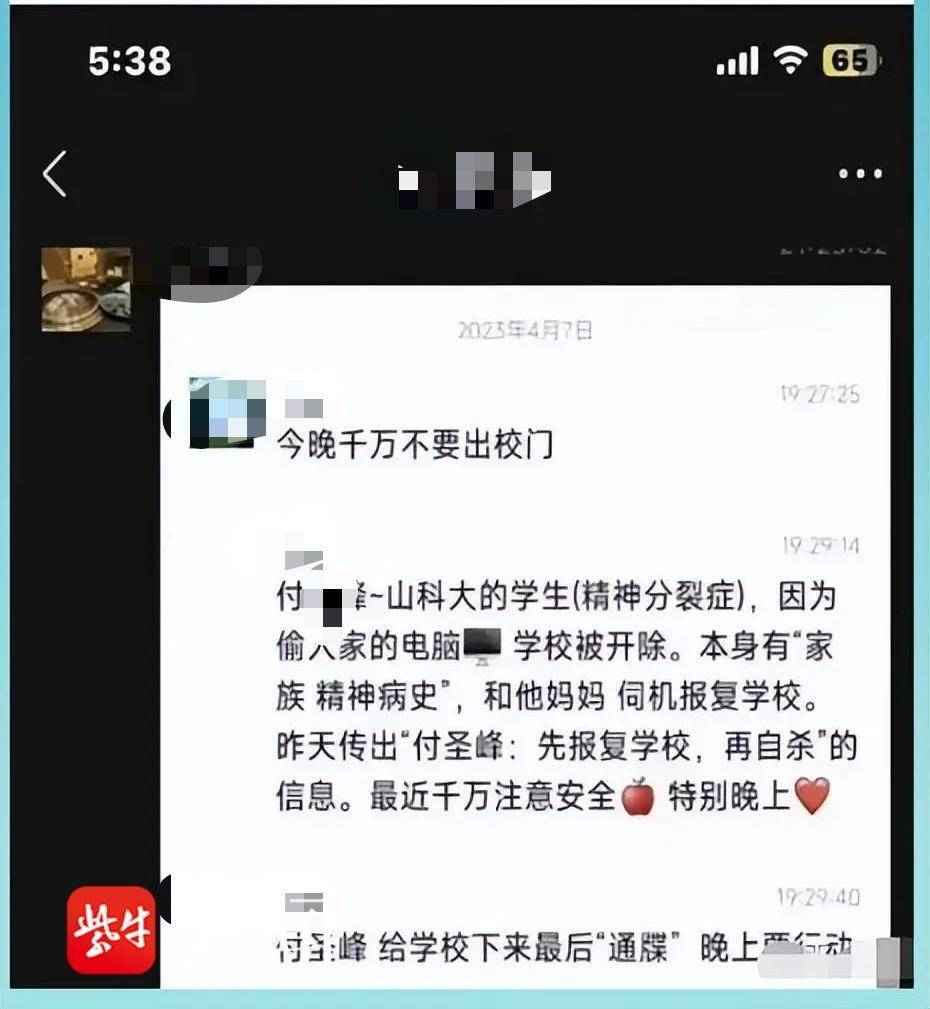 5:38
65
2023年4月7日
19:27:25
今晚千万不要出校门
19:29:14
付 峰~山科大的学生(精神分裂症)，因为
偷人家的电脑🖥 学校被开除。本身有“家
族 精神病史”，和他妈妈 伺机报复学校。
昨天传出“付圣峰：先报复学校，再自杀”的
信息。最近千万注意安全🍎 特别晚上❤️
19:29:40
付圣峰 给学校下来最后“通牒” 晚上要行动
紫牛